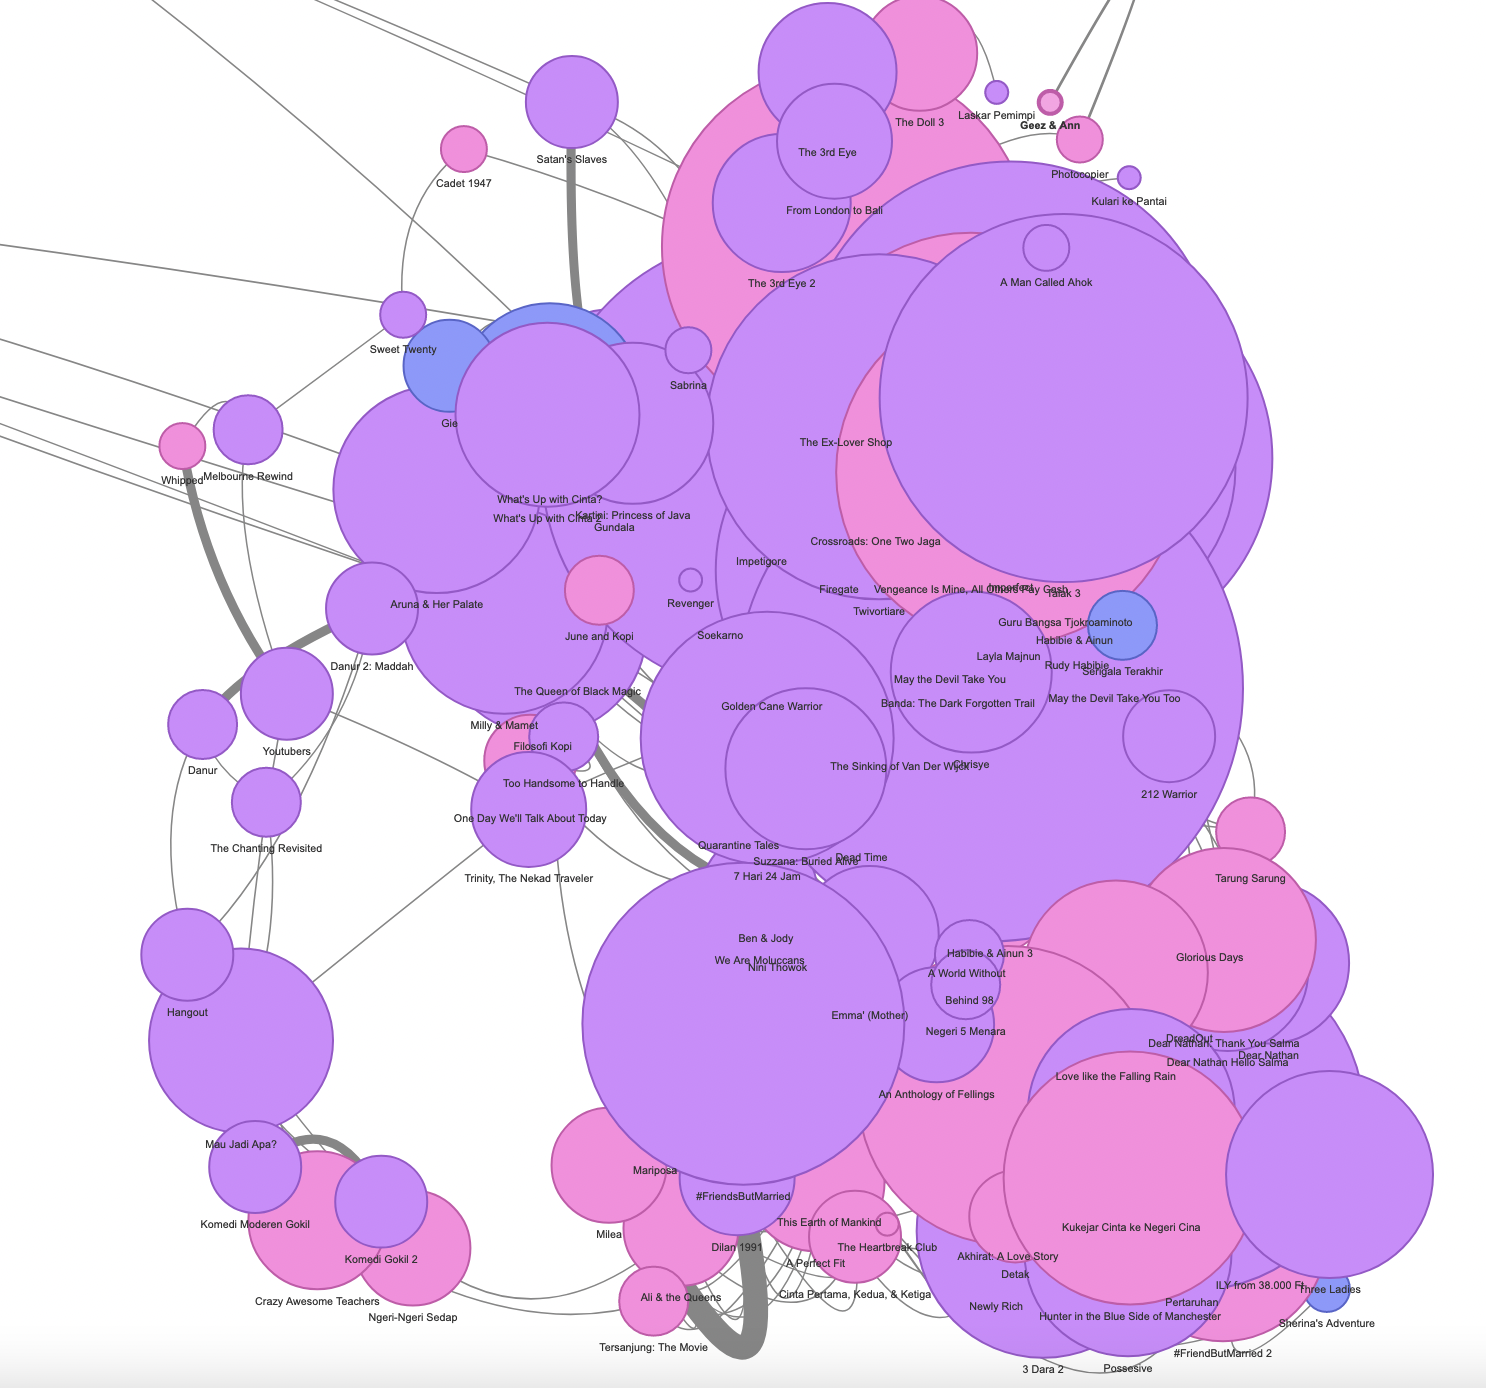 The Doll 3
Laskar Pemimpi
Geez & Ann
The 3rd Eye
Satan's Slaves
Photocopier
Cadet 1947
Kulari ke Pantai
From London to Bali
The 3rd Eye 2
A Man Called Ahok
Sweet Twenty
Sabrina
Gie
The Ex-Lover Shop
Whipped
Melbourne Rewind
What's Up with Cinta?
What's Up with Cinta 2
Kartini: Princess of Java
Gundala
Crossroads: One Two Jaga
Impetigore
Firegate
Vengeance Is Mine, All Others Pay Cash
Imperfect
Talak 3
Aruna & Her Palate
Revenger
Twivortiare
Guru Bangsa Tjokroaminoto
June and Kopi
Soekarno
Habibie & Ainun
Layla Majnun
Danur 2: Maddah
Rudy Habibie
Sengala Terakhir
May the Devil Take You
The Queen of Black Magic
May the Devil Take You Too
Golden Cane Warrior
Banda: The Dark Forgotten Trail
Milly & Mamet
Filosofi Kopi
Youtubers
Danur
The Sinking of Van Der Wijck
Chrisye
Too Handsome to Handle
212 Warrior
One Day We'll Talk About Today
The Chanting Revisited
Quarantine Tales
Suzzana: Buried Alive
Dead Time
Trinity, The Nekad Traveler
7 Hari 24 Jam
Tarung Sarung
Ben & Jody
Habibie & Ainun 3
Glorious Days
We Are Moluccans
Nini Thowok
A World Without
Behind 98
Hangout
Emma' (Mother)
Negeri 5 Menara
DreadOut
Dear Nathan: Thank You Salma
Dear Nathan
Dear Nathan Hello Salma
Love like the Falling Rain
An Anthology of Fellings
Mau Jadi Apa?
Mariposa
#FriendsButMarried
Komedi Moderen Gokil
This Earth of Mankind
Kukejar Cinta ke Negeri Cina
Milea
Dilan 1991
The Heartbreak Club
Komedi Gokil 2
Akhirat: A Love Story
A Perfect Fit
Detak
ILY from 38.000 Ft
Three Ladies
Crazy Awesome Teachers
Ali & the Queens
Cinta Pertama, Kedua, & Ketiga
Pertaruhan
Newly Rich
Ngeri-Ngeri Sedap
Hunter in the Blue Side of Manchester
Sherina's Adventure
Tersanjung: The Movie
#FriendButMarried 2
3 Dara 2
Possesive